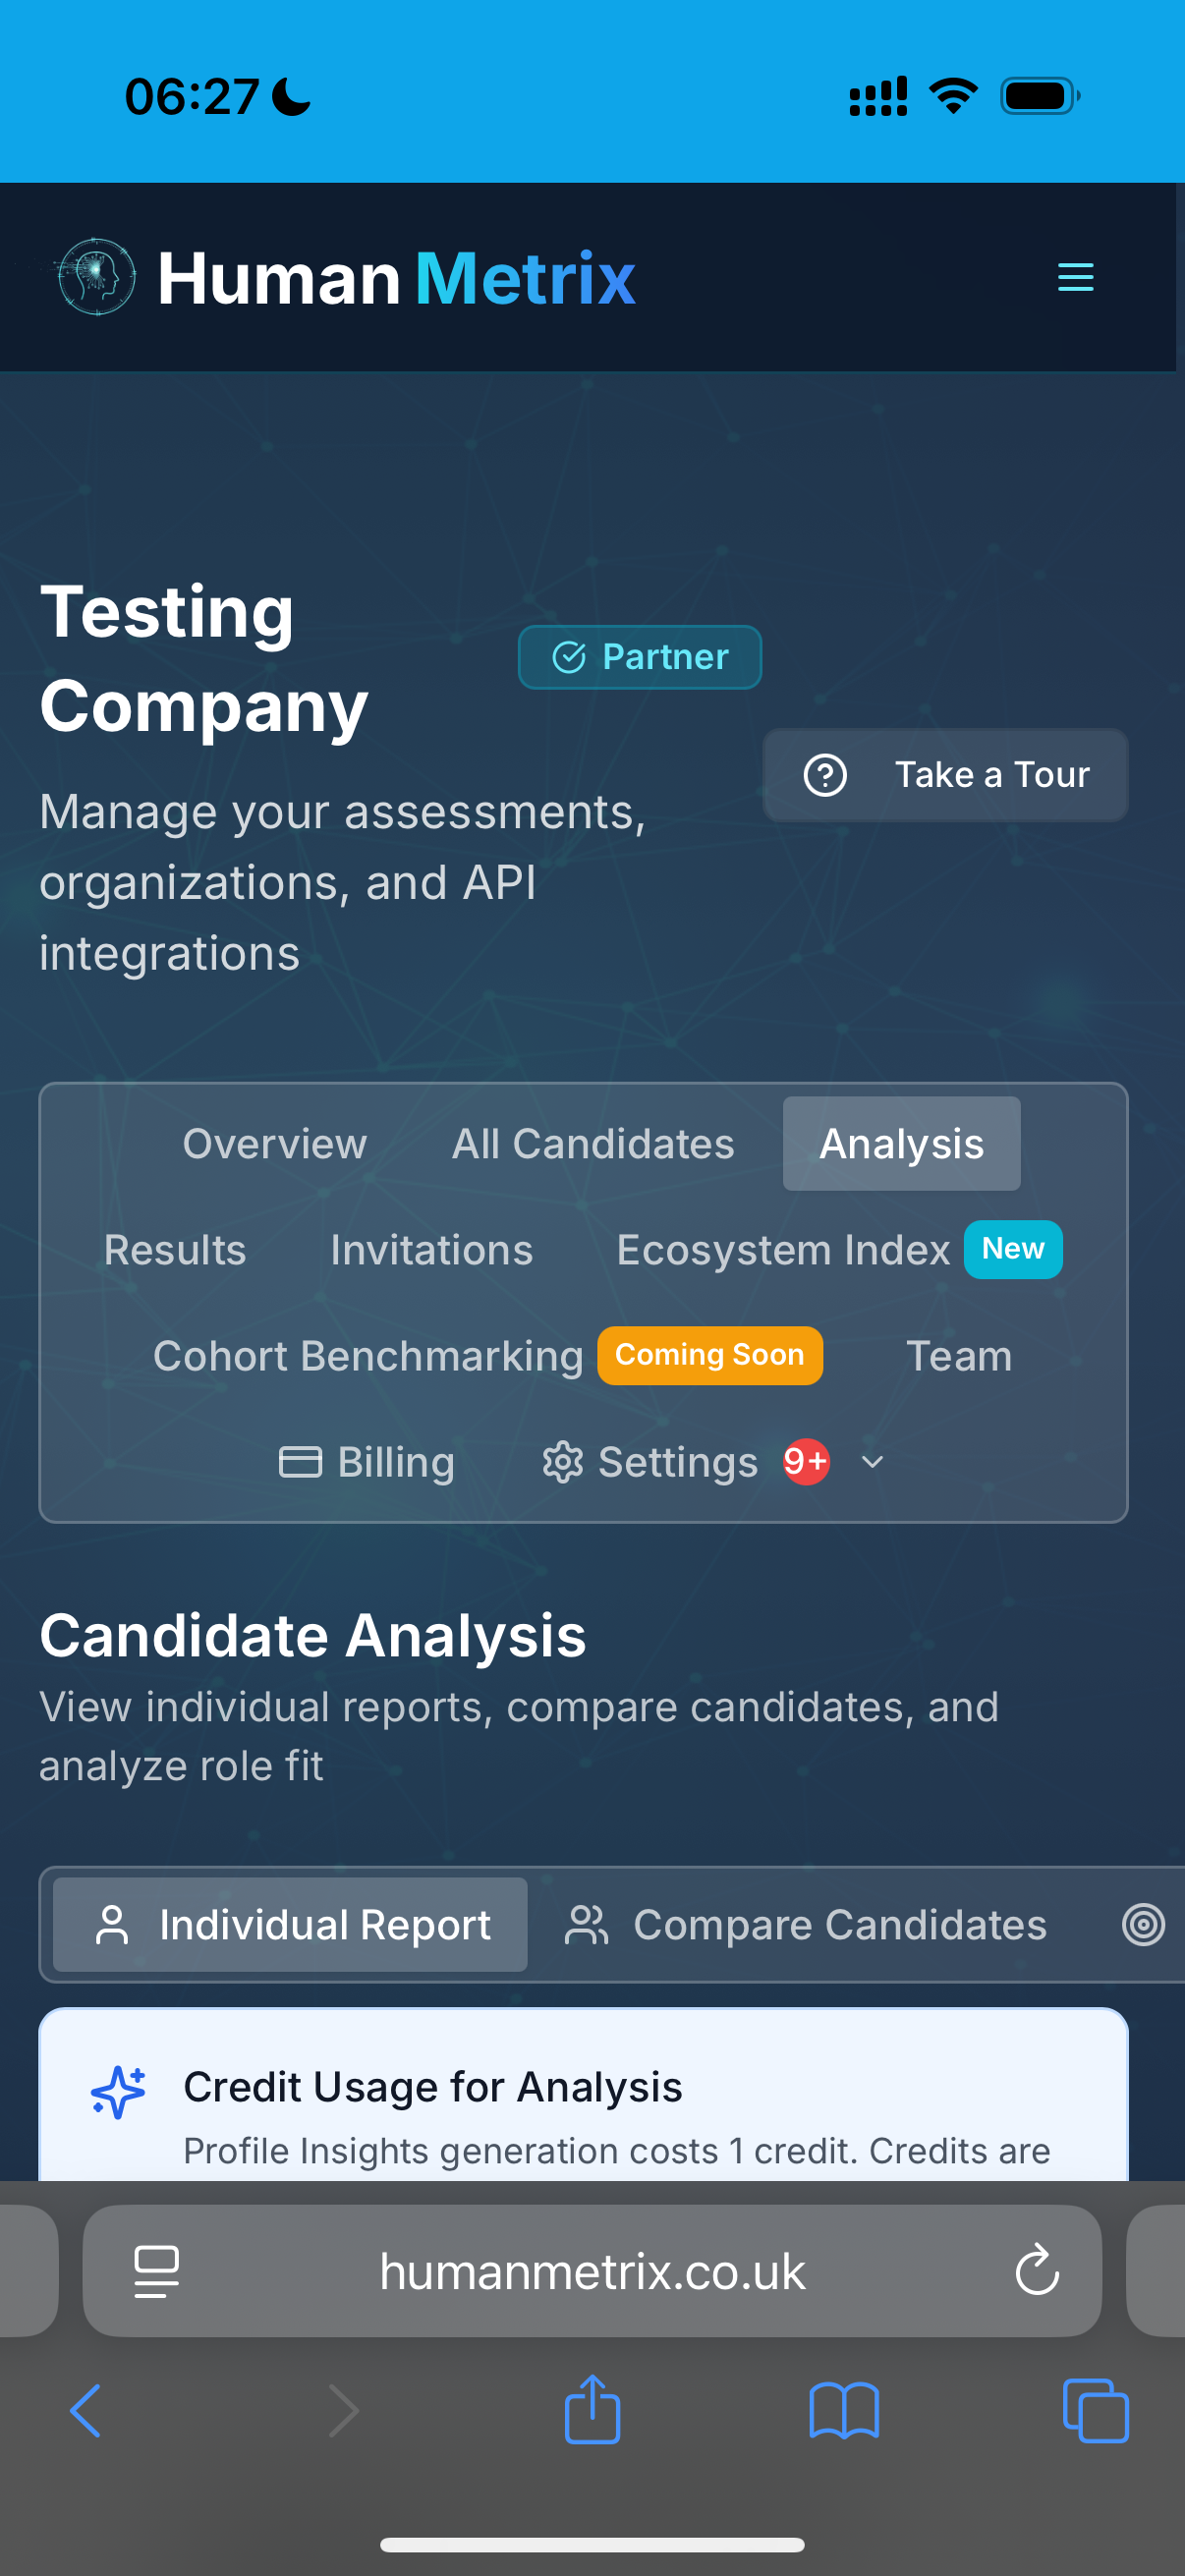 06:27
Human Metrix
Testing
Company
Partner
Take a Tour
Manage your assessments,
organizations, and API
integrations
Overview All Candidates Analysis
Results Invitations Ecosystem Index New
Cohort Benchmarking Coming Soon Team
Billing Settings 9+
Candidate Analysis
View individual reports, compare candidates, and
analyze role fit
Individual Report Compare Candidates
Credit Usage for Analysis
Profile Insights generation costs 1 credit. Credits are
humanmetrix.co.uk